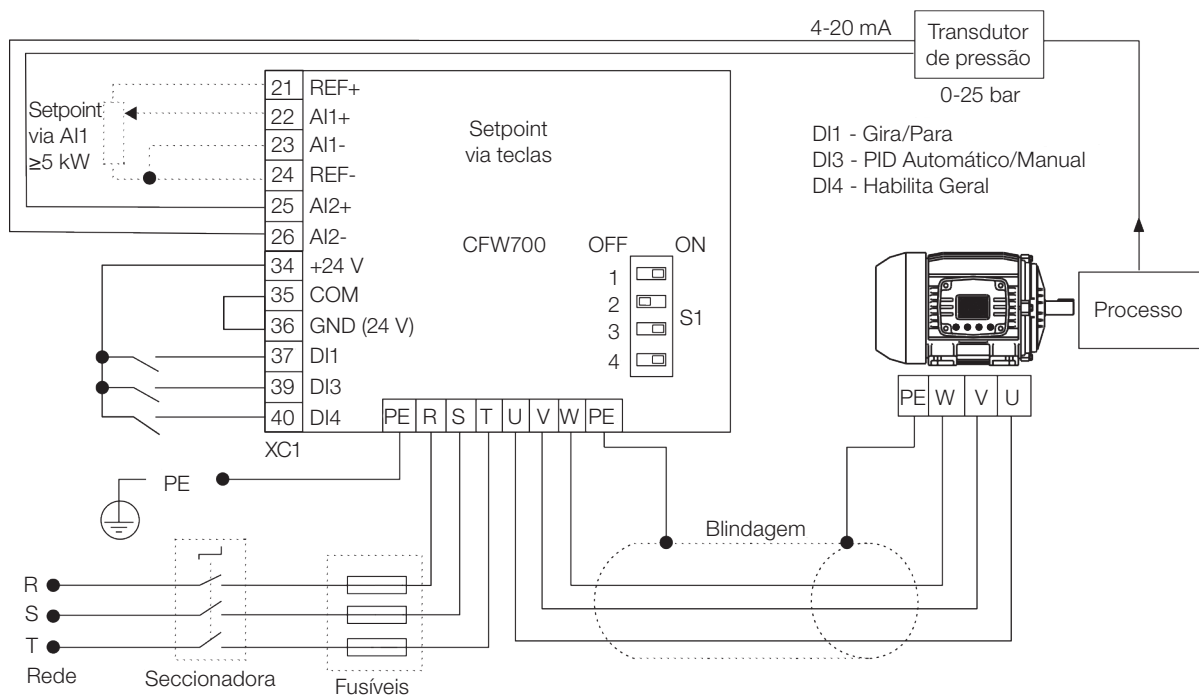 4-20 mA
Transdutor
de pressão
0-25 bar
Setpoint
via AI1
≥5 kW
21 REF+
22 AI1+
23 AI1-
24 REF-
25 AI2+
26 AI2-
34 +24 V
35 COM
36 GND (24 V)
37 DI1
39 DI3
40 DI4
XC1
Setpoint
via teclas
CFW700
OFF ON
1
2
3
4
S1
DI1 - Gira/Para
DI3 - PID Automático/Manual
DI4 - Habilita Geral
Processo
PE R S T U V W PE
PE W V U
PE
Blindagem
R
S
T
Rede
Seccionadora
Fusíveis